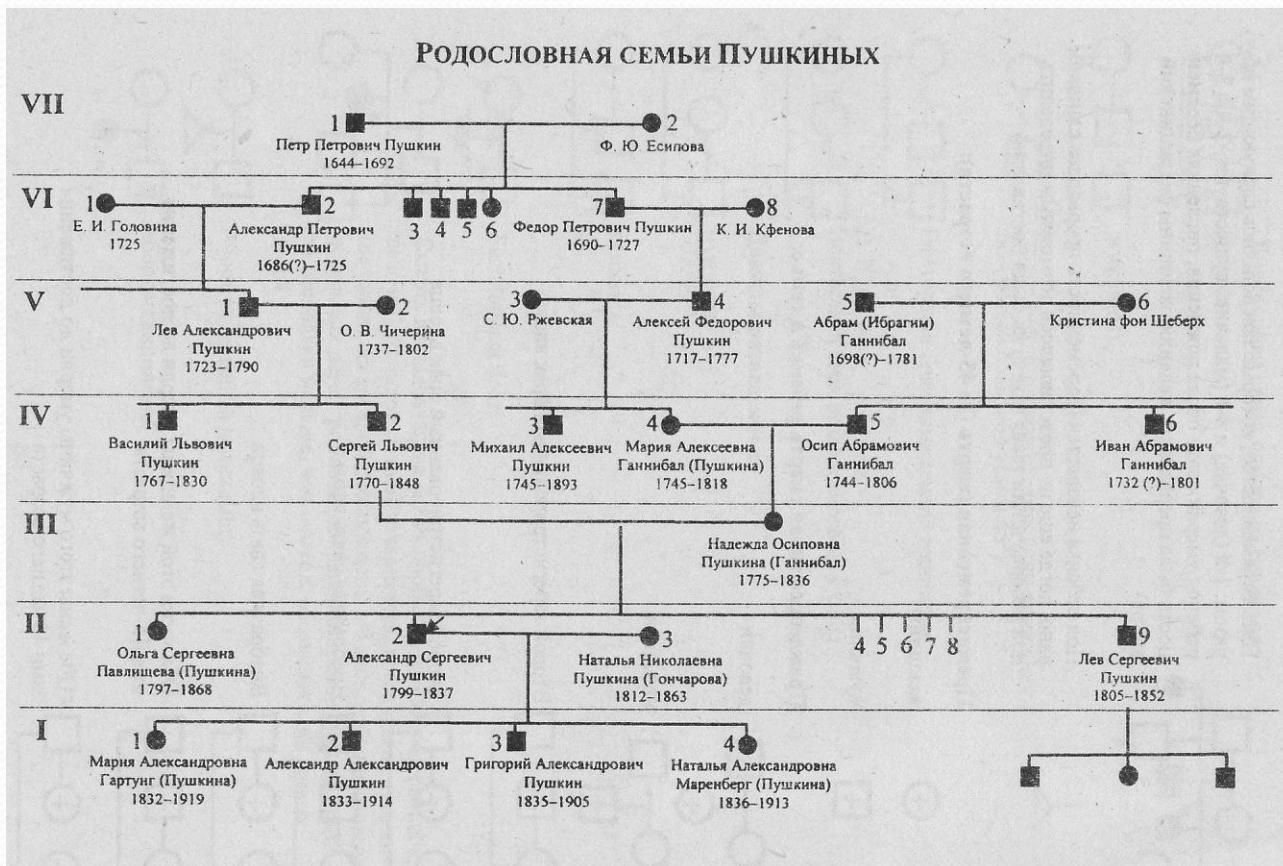 РОДОСЛОВНАЯ СЕМЬИ ПУШКИНЫХ
VII
1 2
Петр Петрович Пушкин
1644–1692
Ф. Ю. Есипова
VI
1 2 3 4 5 6 7 8
Е. И. Головина
1725
Александр Петрович
Пушкин
1686(?)–1725
Федор Петрович Пушкин
1690–1727
К. И. Кфенова
V
1 2 3 4 5 6
Лев Александрович
Пушкин
1723–1790
О. В. Чичерина
1737–1802
С. Ю. Ржевская
Алексей Федорович
Пушкин
1717–1777
Абрам (Ибрагим)
Ганнибал
1698(?)–1781
Кристина фон Шеберх
IV
1 2 3 4 5 6
Василий Львович
Пушкин
1767–1830
Сергей Львович
Пушкин
1770–1848
Михаил Алексеевич
Пушкин
1745–1893
Мария Алексеевна
Ганнибал (Пушкина)
1745–1818
Осип Абрамович
Ганнибал
1744–1806
Иван Абрамович
Ганнибал
1732 (?)–1801
III
Надежда Осиповна
Пушкина (Ганнибал)
1775–1836
II
1 2 3 4 5 6 7 8 9
Ольга Сергеевна
Павлищева (Пушкина)
1797–1868
Александр Сергеевич
Пушкин
1799–1837
Наталья Николаевна
Пушкина (Гончарова)
1812–1863
Лев Сергеевич
Пушкин
1805–1852
I
1 2 3 4
Мария Александровна
Гартунг (Пушкина)
1832–1919
Александр Александрович
Пушкин
1833–1914
Григорий Александрович
Пушкин
1835–1905
Наталья Александровна
Маренберг (Пушкина)
1836–1913